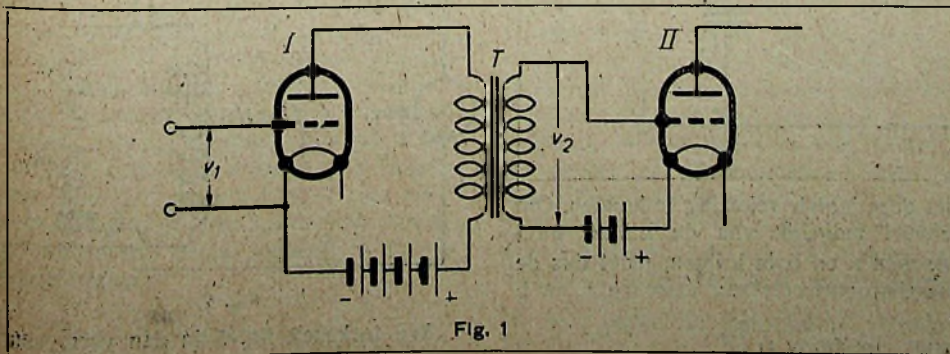 I
T
II
v₁
v₂
- +
- +
Fig. 1